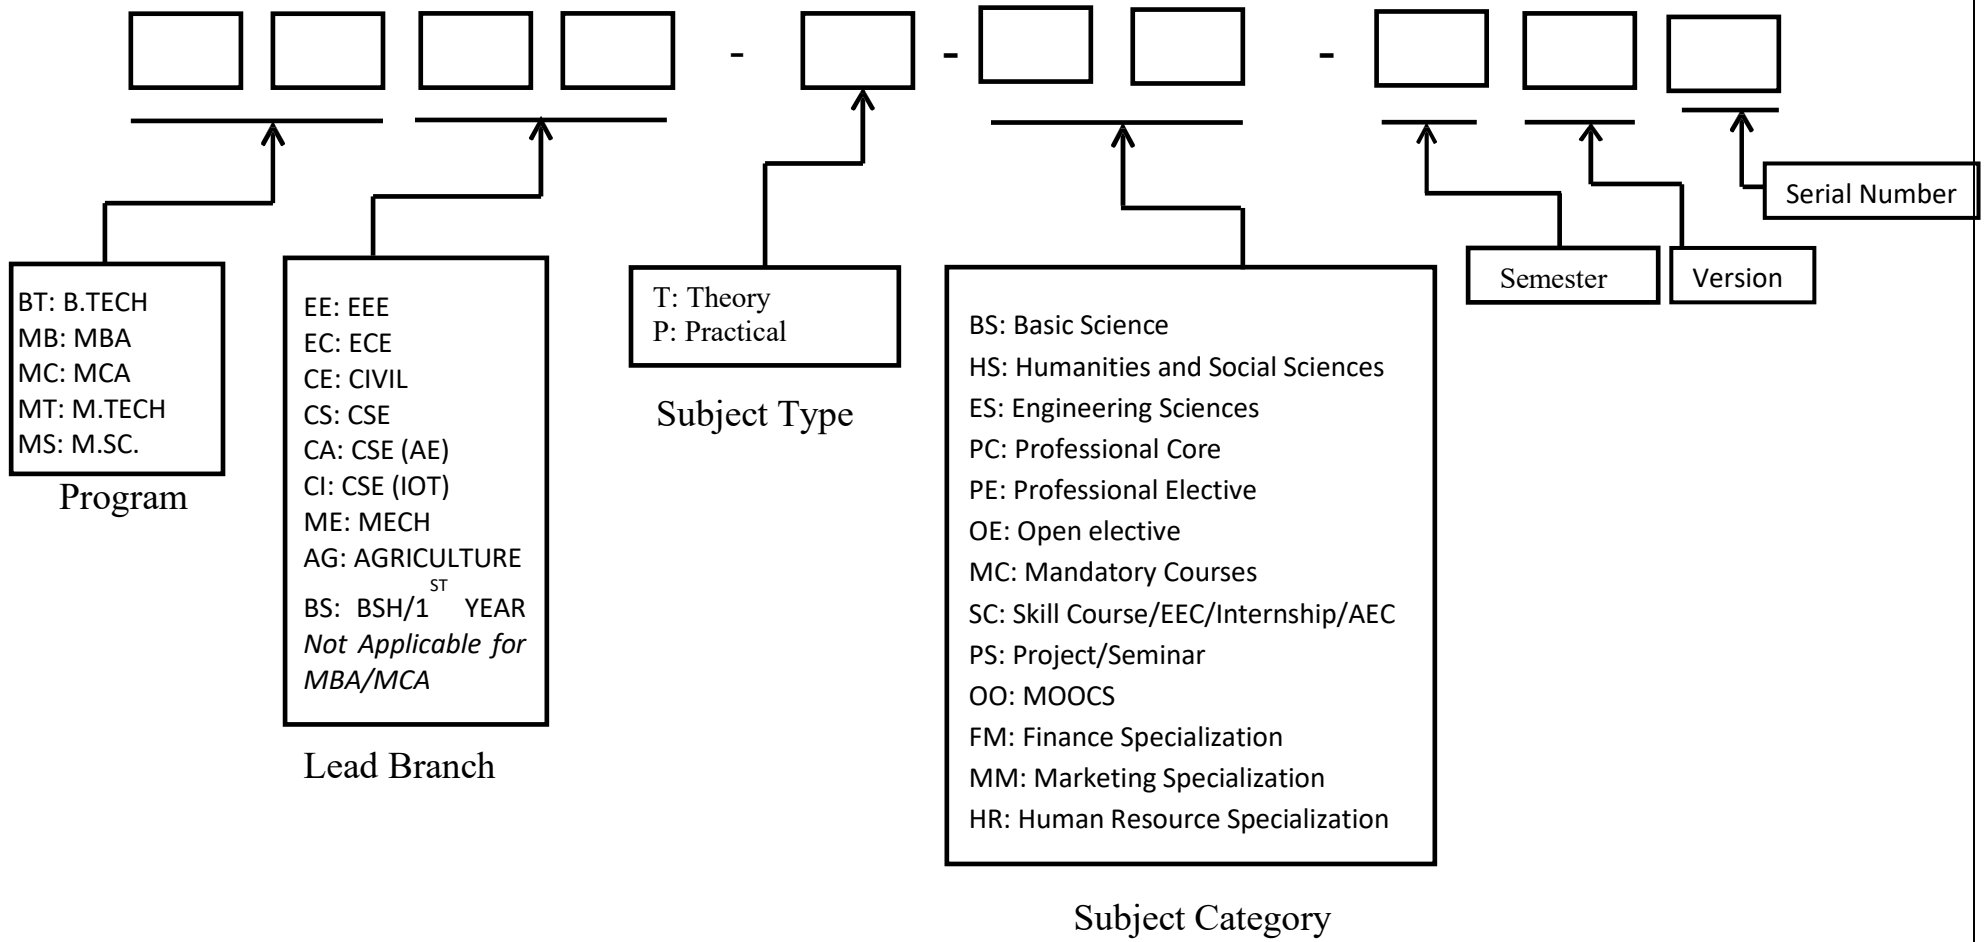 - - -
BT: B.TECH
MB: MBA
MC: MCA
MT: M.TECH
MS: M.SC.
Program
EE: EEE
EC: ECE
CE: CIVIL
CS: CSE
CA: CSE (AE)
CI: CSE (IOT)
ME: MECH
AG: AGRICULTURE
BS: BSH/1ST YEAR
Not Applicable for
MBA/MCA
Lead Branch
T: Theory
P: Practical
Subject Type
BS: Basic Science
HS: Humanities and Social Sciences
ES: Engineering Sciences
PC: Professional Core
PE: Professional Elective
OE: Open elective
MC: Mandatory Courses
SC: Skill Course/EEC/Internship/AEC
PS: Project/Seminar
OO: MOOCS
FM: Finance Specialization
MM: Marketing Specialization
HR: Human Resource Specialization
Subject Category
Semester
Version
Serial Number